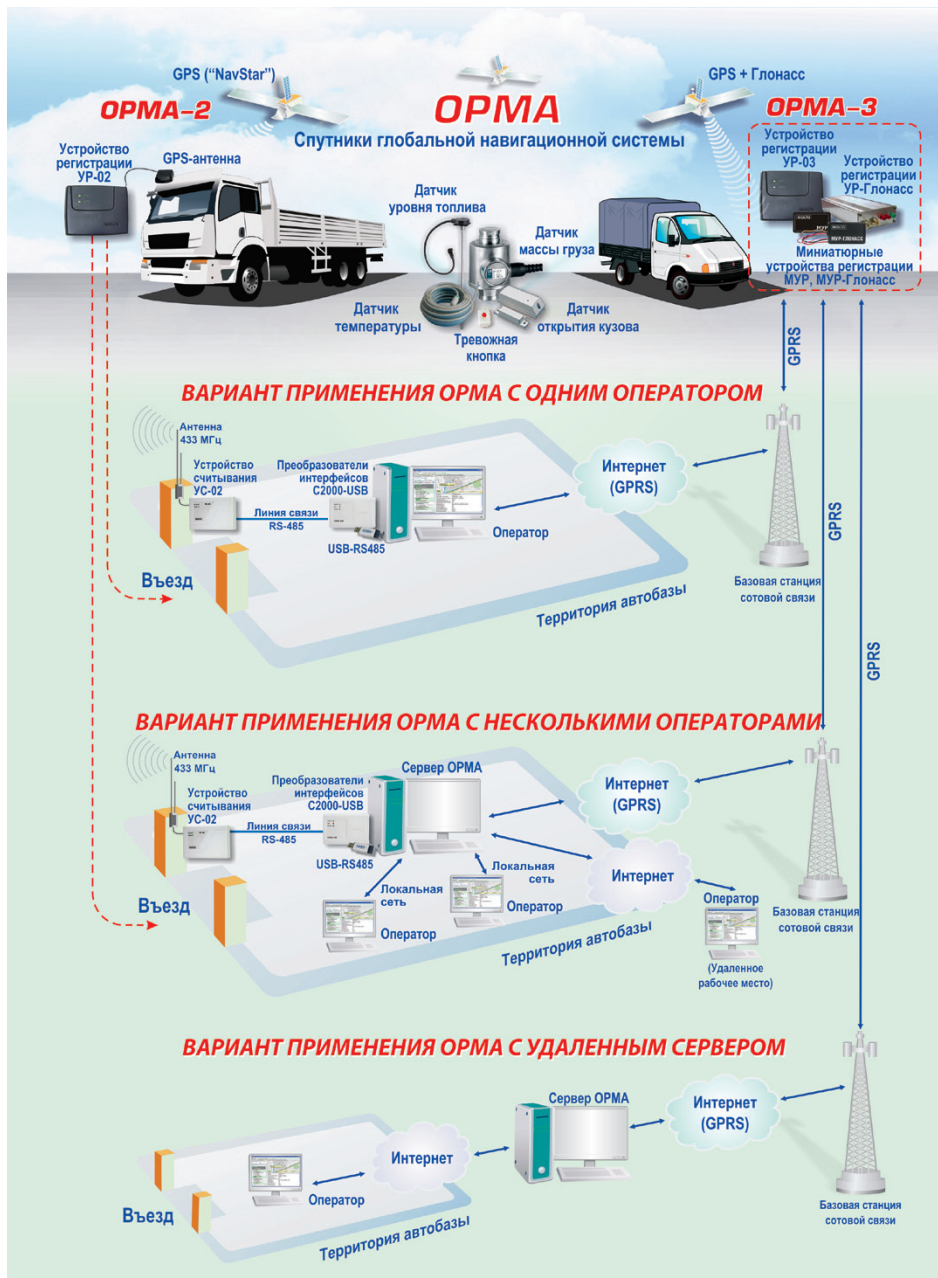 GPS (“NavStar”)
ОРМА-2
ОРМА
GPS + Глонасс
ОРМА-3
Спутники глобальной навигационной системы
Устройство
регистрации
УР-02
GPS-антенна
Датчик
уровня топлива
Датчик
массы груза
Датчик
температуры
Тревожная
кнопка
Датчик
открытия кузова
Устройство
регистрации
УР-03
Устройство
регистрации
УР-Глонасс
МУР
МУР-ГЛОНАСС
Миниатюрные
устройства регистрации
МУР, МУР-Глонасс
GPRS
GPRS
GPRS
ВАРИАНТ ПРИМЕНЕНИЯ ОРМА С ОДНИМ ОПЕРАТОРОМ
Антенна
433 МГц
Устройство
считывания
УС-02
Линия связи
RS-485
Преобразователи
интерфейсов
С2000-USB
USB-RS485
Оператор
Интернет
(GPRS)
Въезд
Территория автобазы
Базовая станция
сотовой связи
ВАРИАНТ ПРИМЕНЕНИЯ ОРМА С НЕСКОЛЬКИМИ ОПЕРАТОРАМИ
Антенна
433 МГц
Устройство
считывания
УС-02
Линия связи
RS-485
Преобразователи
интерфейсов
С2000-USB
USB-RS485
Сервер ОРМА
Интернет
(GPRS)
Интернет
Локальная
сеть
Оператор
Локальная
сеть
Оператор
Оператор
(Удаленное
рабочее место)
Въезд
Территория автобазы
Базовая станция
сотовой связи
ВАРИАНТ ПРИМЕНЕНИЯ ОРМА С УДАЛЕННЫМ СЕРВЕРОМ
Сервер ОРМА
Интернет
(GPRS)
Интернет
Оператор
Въезд
Территория автобазы
Базовая станция
сотовой связи